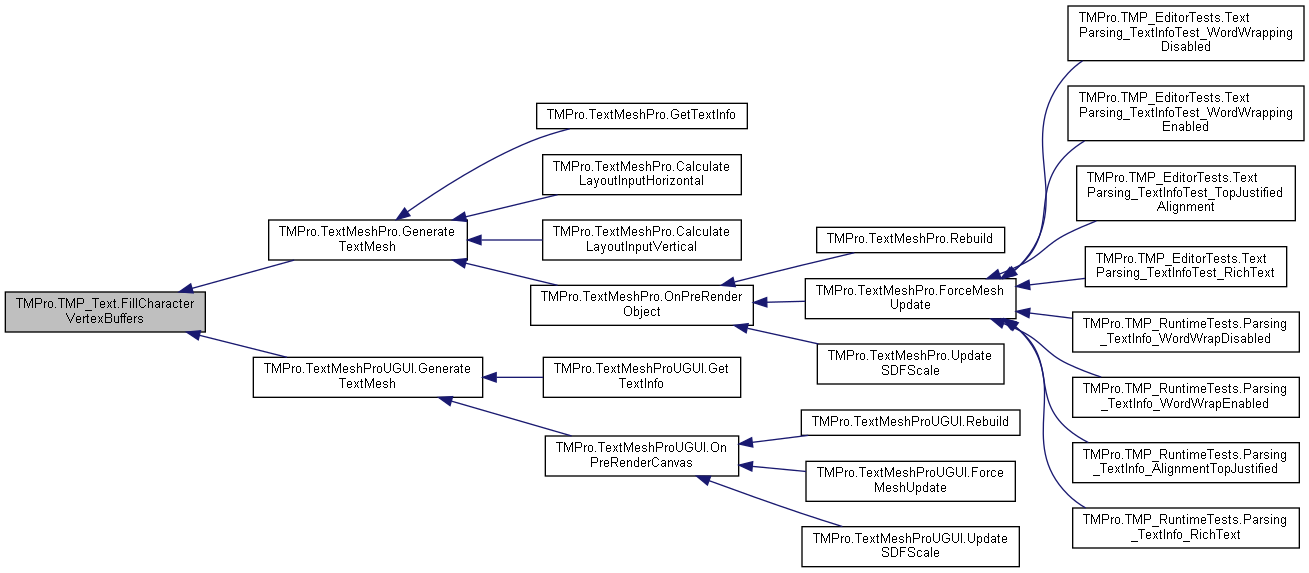 TMPro.TMP_Text.FillCharacter
VertexBuffers
TMPro.TextMeshPro.Generate
TextMesh
TMPro.TextMeshProUGUI.Generate
TextMesh
TMPro.TextMeshPro.GetTextInfo
TMPro.TextMeshPro.Calculate
LayoutInputHorizontal
TMPro.TextMeshPro.Calculate
LayoutInputVertical
TMPro.TextMeshPro.OnPreRender
Object
TMPro.TextMeshProUGUI.Get
TextInfo
TMPro.TextMeshProUGUI.On
PreRenderCanvas
TMPro.TextMeshPro.Rebuild
TMPro.TextMeshPro.ForceMesh
Update
TMPro.TextMeshPro.Update
SDFScale
TMPro.TextMeshProUGUI.Rebuild
TMPro.TextMeshProUGUI.Force
MeshUpdate
TMPro.TextMeshProUGUI.Update
SDFScale
TMPro.TMP_EditorTests.Text
Parsing_TextInfoTest_WordWrapping
Disabled
TMPro.TMP_EditorTests.Text
Parsing_TextInfoTest_WordWrapping
Enabled
TMPro.TMP_EditorTests.Text
Parsing_TextInfoTest_TopJustified
Alignment
TMPro.TMP_EditorTests.Text
Parsing_TextInfoTest_RichText
TMPro.TMP_RuntimeTests.Parsing
_TextInfo_WordWrapDisabled
TMPro.TMP_RuntimeTests.Parsing
_TextInfo_WordWrapEnabled
TMPro.TMP_RuntimeTests.Parsing
_TextInfo_AlignmentTopJustified
TMPro.TMP_RuntimeTests.Parsing
_TextInfo_RichText